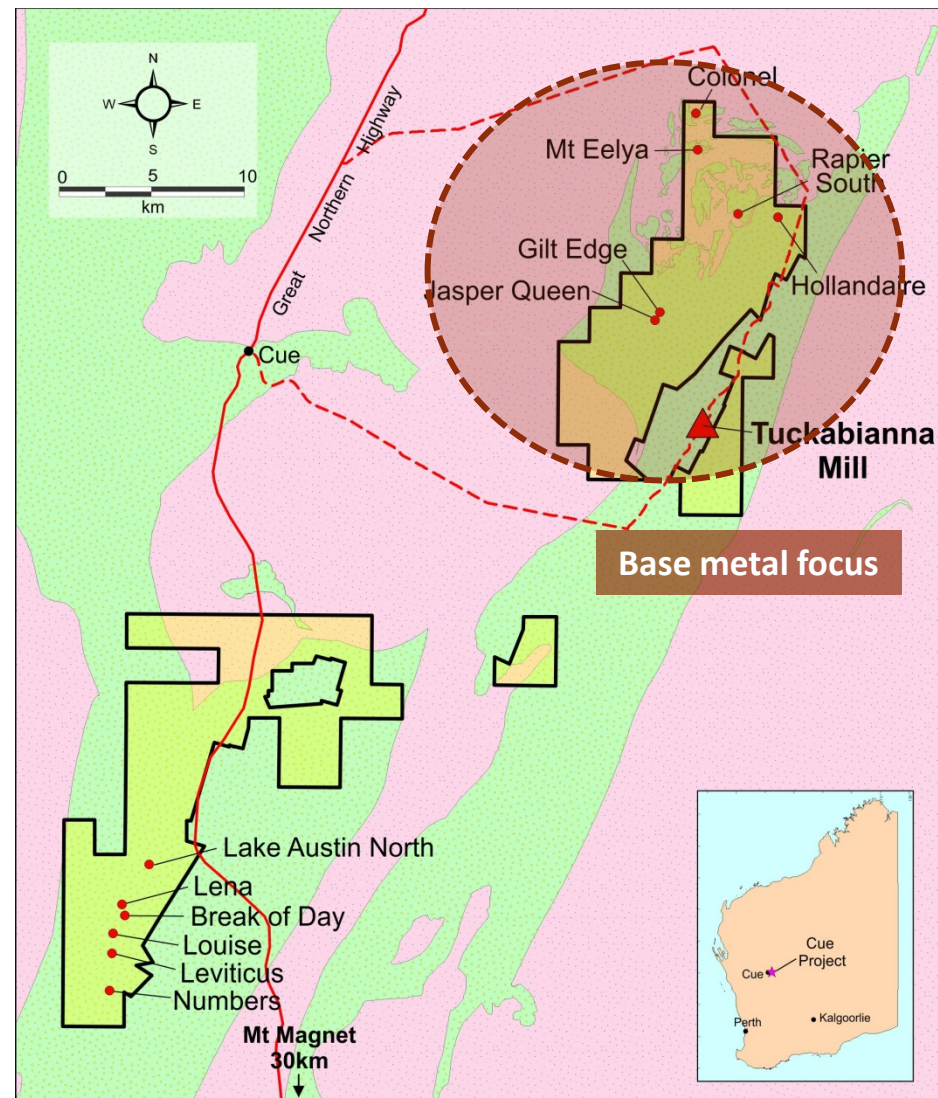 N
W E
S
0 5 10
km
Great Northern Highway
Colonel
Mt Eelya
Rapier
South
Gilt Edge
Jasper Queen
Hollandaire
Cue
Tuckabianna
Mill
Base metal focus
Lake Austin North
Lena
Break of Day
Louise
Leviticus
Numbers
Mt Magnet
30km
Cue
Project
Cue
Perth
Kalgoorlie